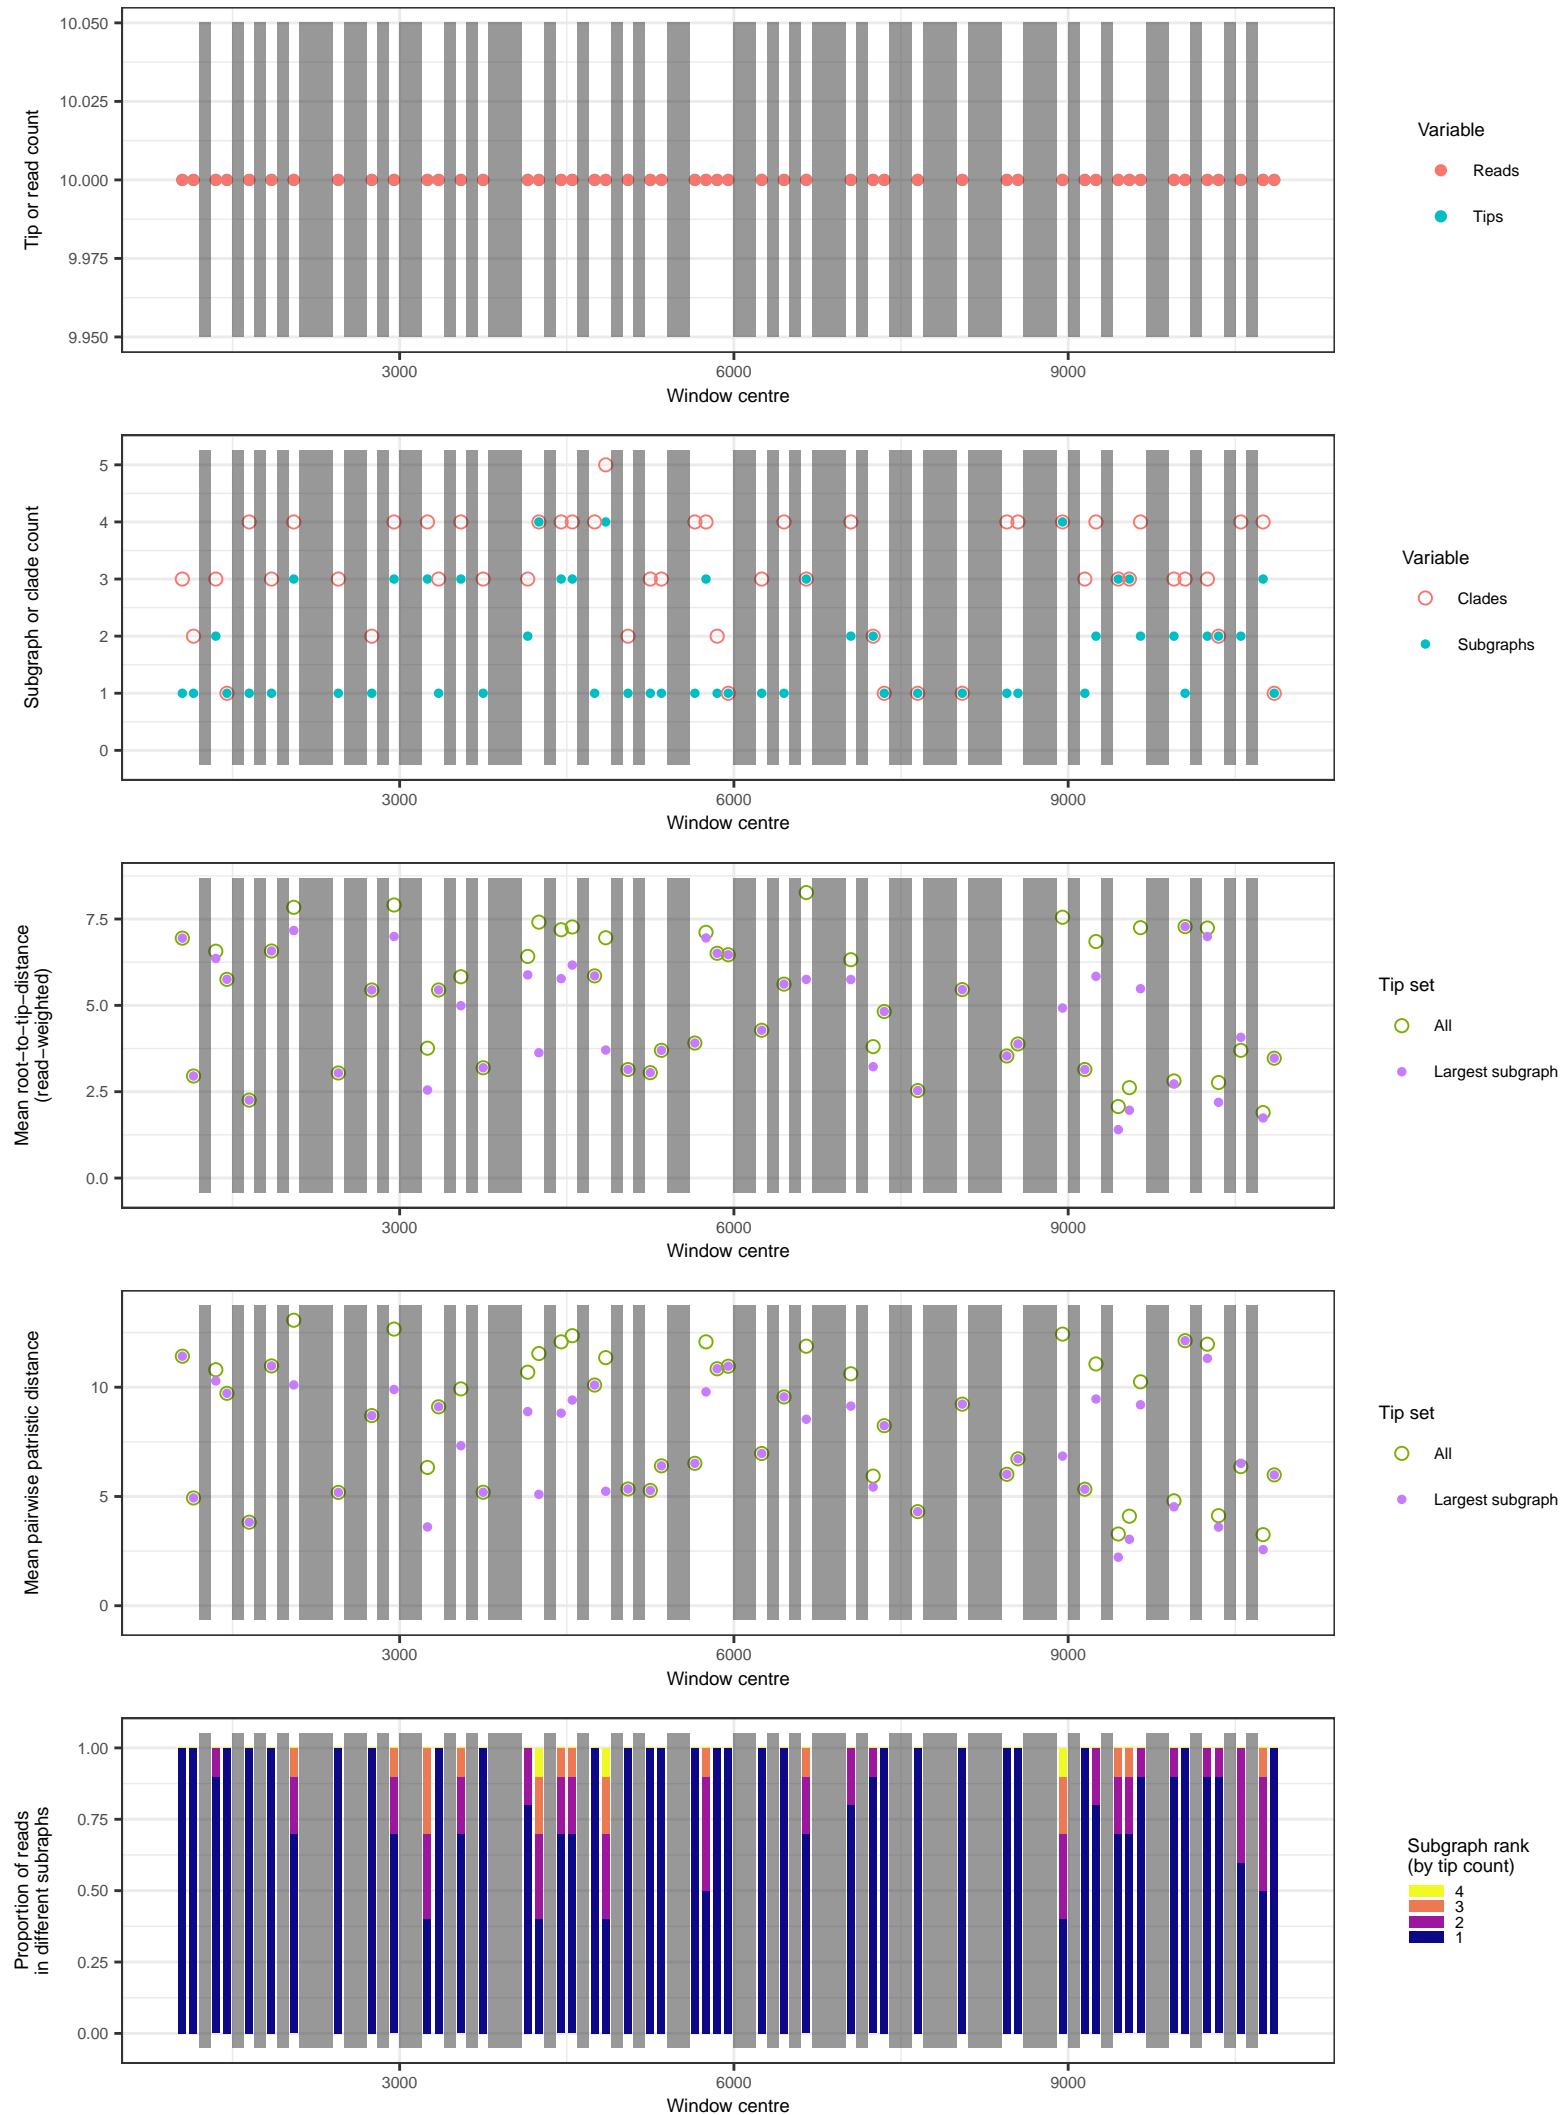 10.050
10.025
10.000
9.975
9.950
Tip or read count
3000
6000
9000
Window centre
Variable
Reads
Tips
5
4
3
2
1
0
Subgraph or clade count
3000
6000
9000
Window centre
Variable
Clades
Subgraphs
7.5
5.0
2.5
0.0
Mean root−to−tip−distance
(read−weighted)
3000
6000
9000
Window centre
Tip set
All
Largest subgraph
10
5
0
Mean pairwise patristic distance
3000
6000
9000
Window centre
Tip set
All
Largest subgraph
1.00
0.75
0.50
0.25
0.00
Proportion of reads
in different subraphs
3000
6000
9000
Window centre
Subgraph rank
(by tip count)
4
3
2
1